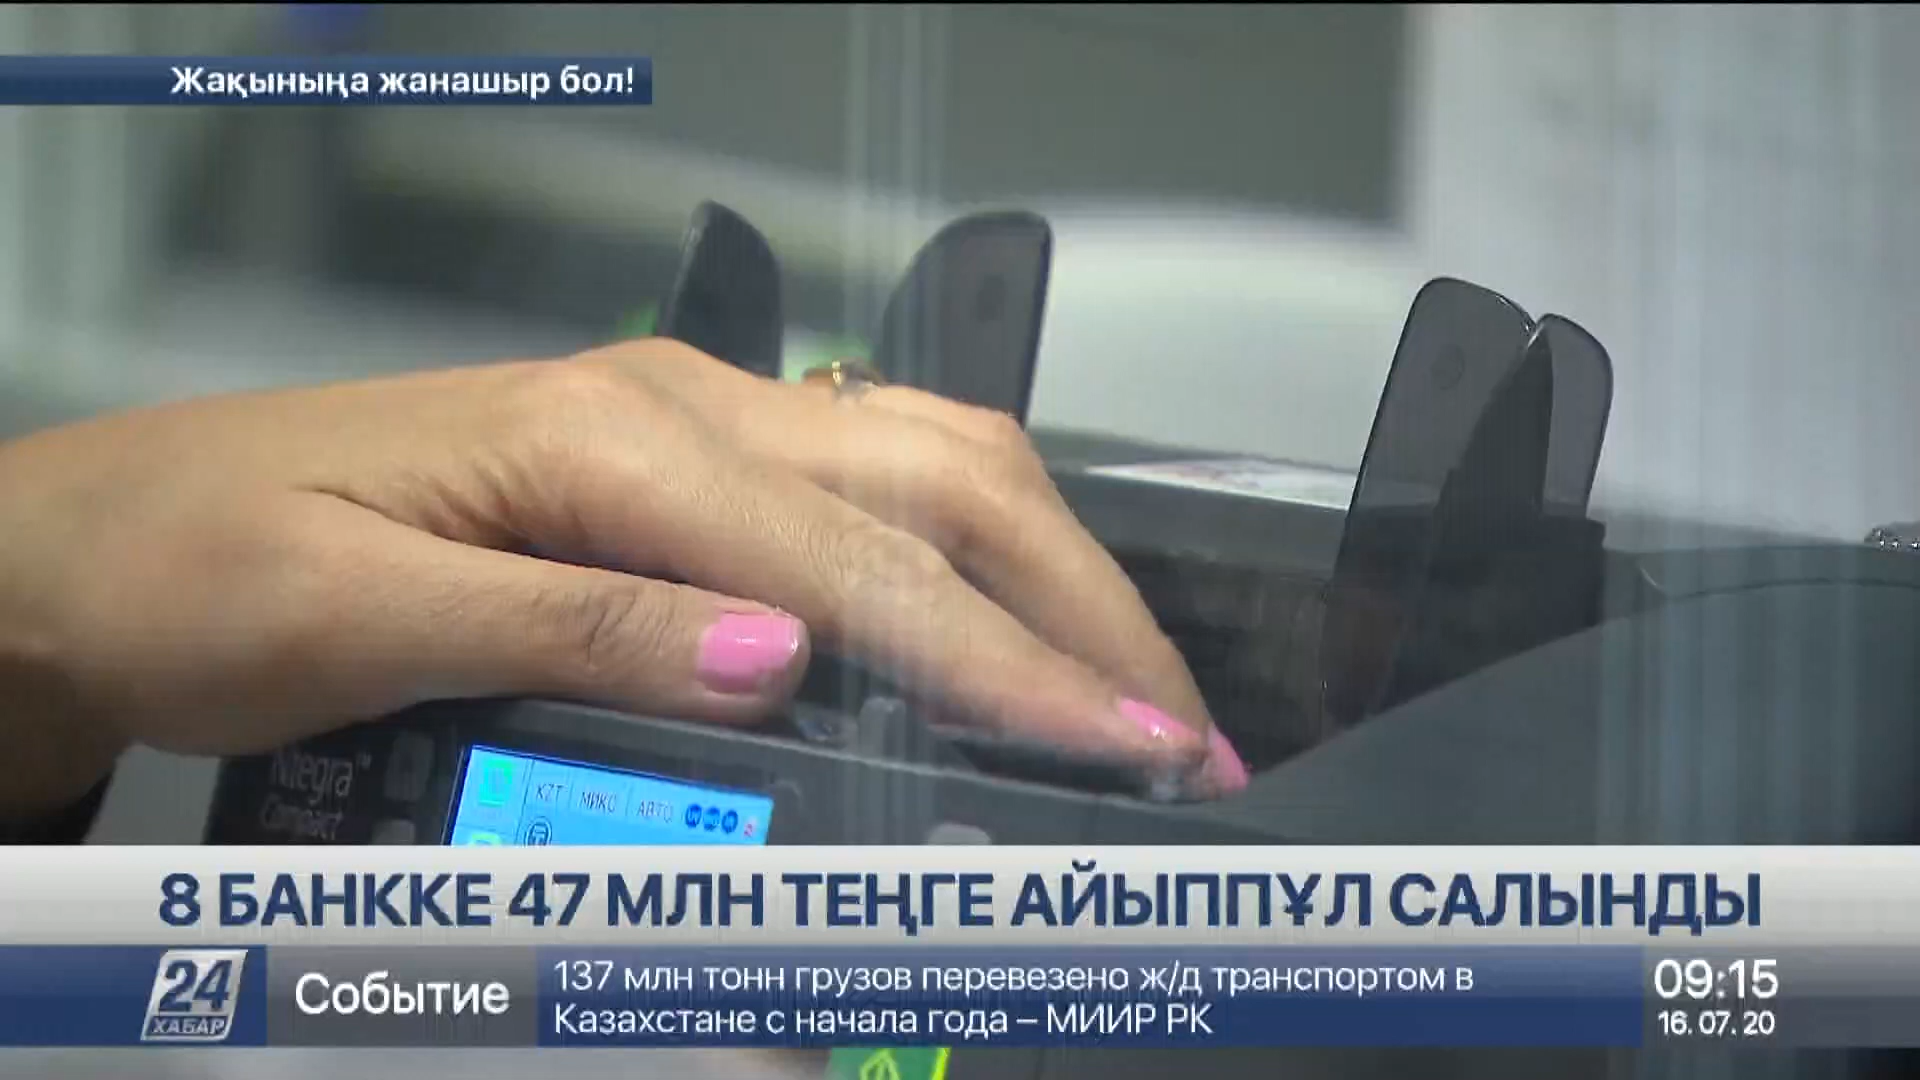 Жақыныңа жанашыр бол!
ntegra™
Compact
KZT МИКС АВТО
8 БАНККЕ 47 МЛН ТЕҢГЕ АЙЫППҰЛ САЛЫНДЫ
24
ХАБАР
Событие
137 млн тонн грузов перевезено ж/д транспортом в
Казахстане с начала года – МИИР РК
09:15
16. 07. 20